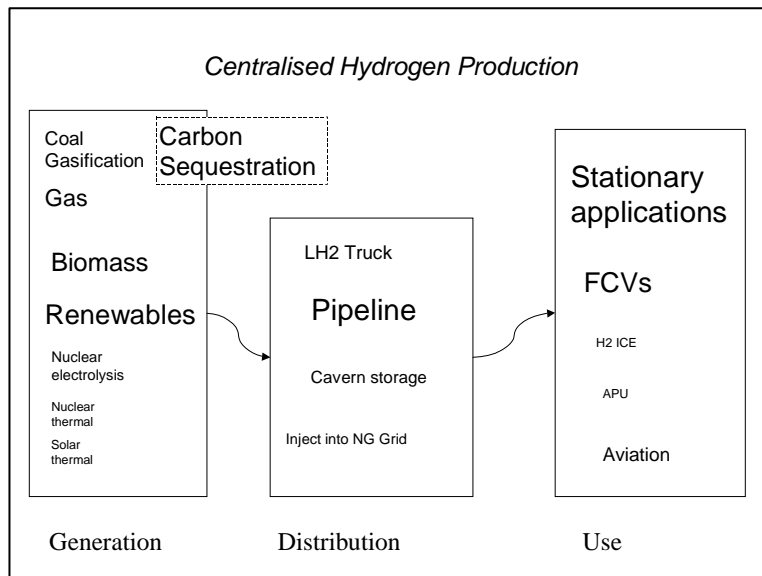 Centralised Hydrogen Production
Coal
Gasification
Carbon
Sequestration
Gas
Biomass
Renewables
Nuclear
electrolysis
Nuclear
thermal
Solar
thermal
Generation
LH2 Truck
Pipeline
Cavern storage
Inject into NG Grid
Distribution
Stationary
applications
FCVs
H2 ICE
APU
Aviation
Use